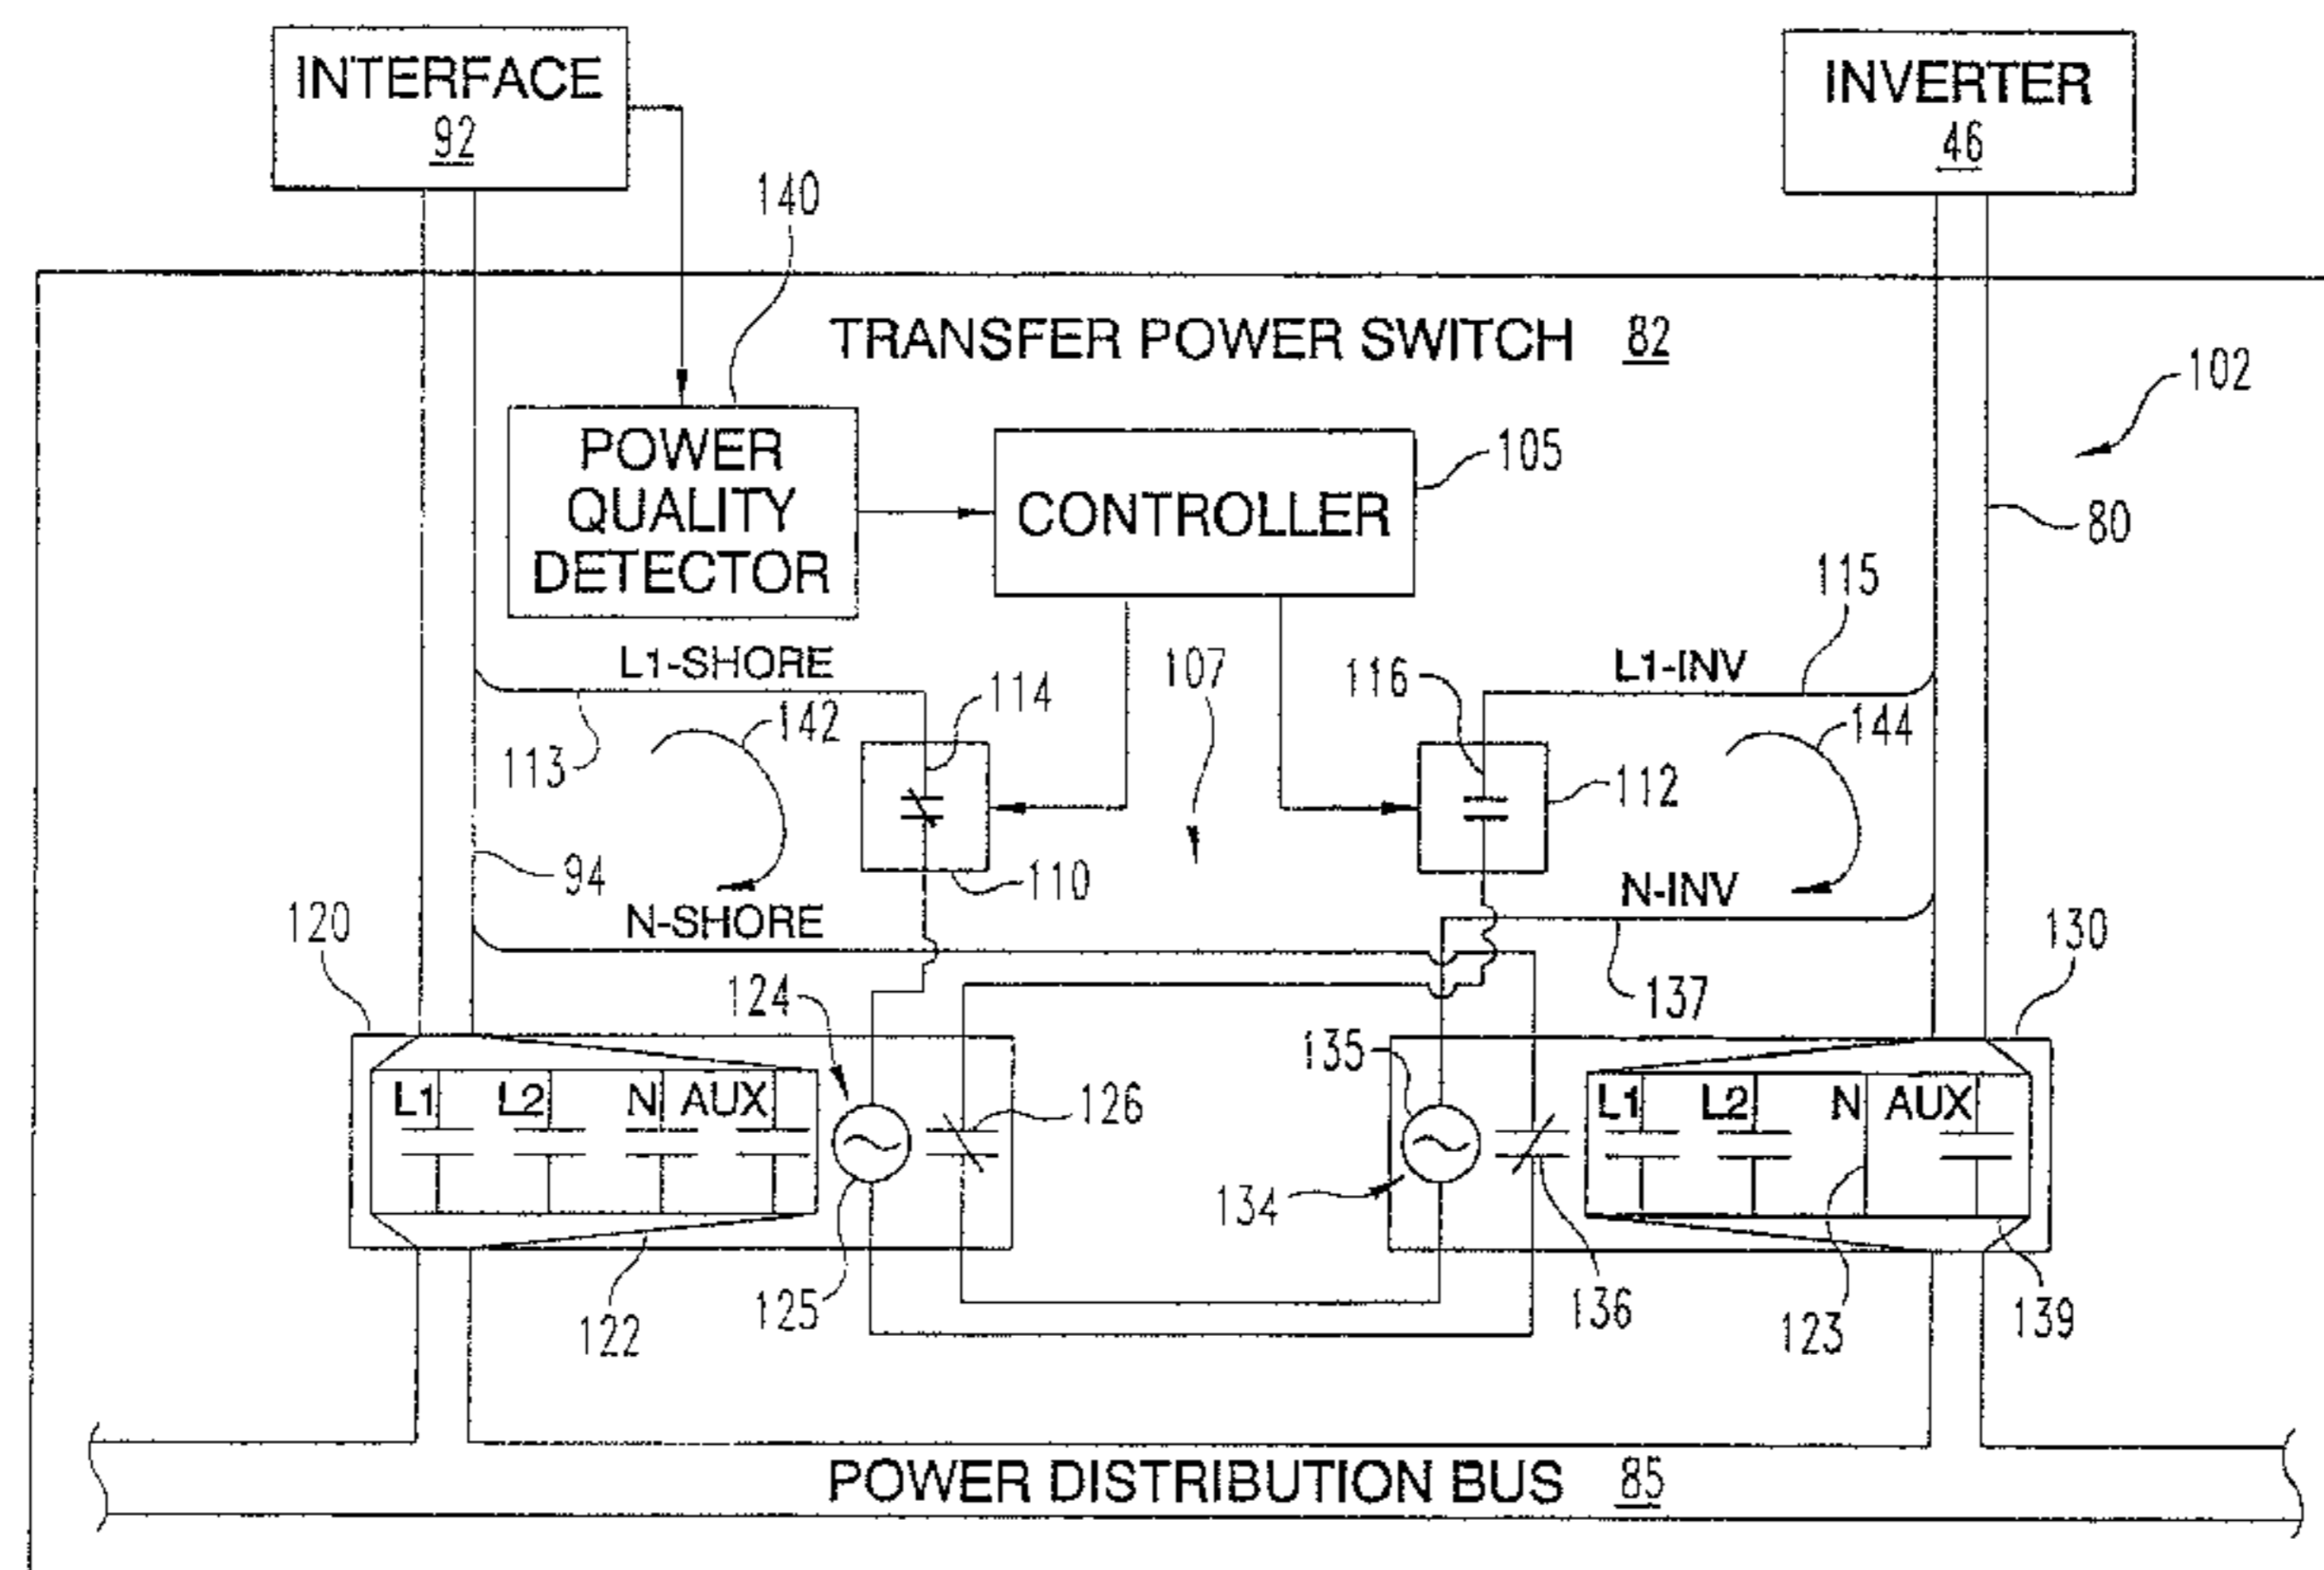 INTERFACE
92
INVERTER
46
140
TRANSFER POWER SWITCH 82
102
POWER
QUALITY
DETECTOR
CONTROLLER
105
80
115
L1-SHORE
107
L1-INV
114
116
142
144
113
112
94
110
N-SHORE
N-INV
120
130
124
137
135
L1 L2 N AUX
126
L1 L2 N AUX
134
125
136
122
123
139
POWER DISTRIBUTION BUS 85